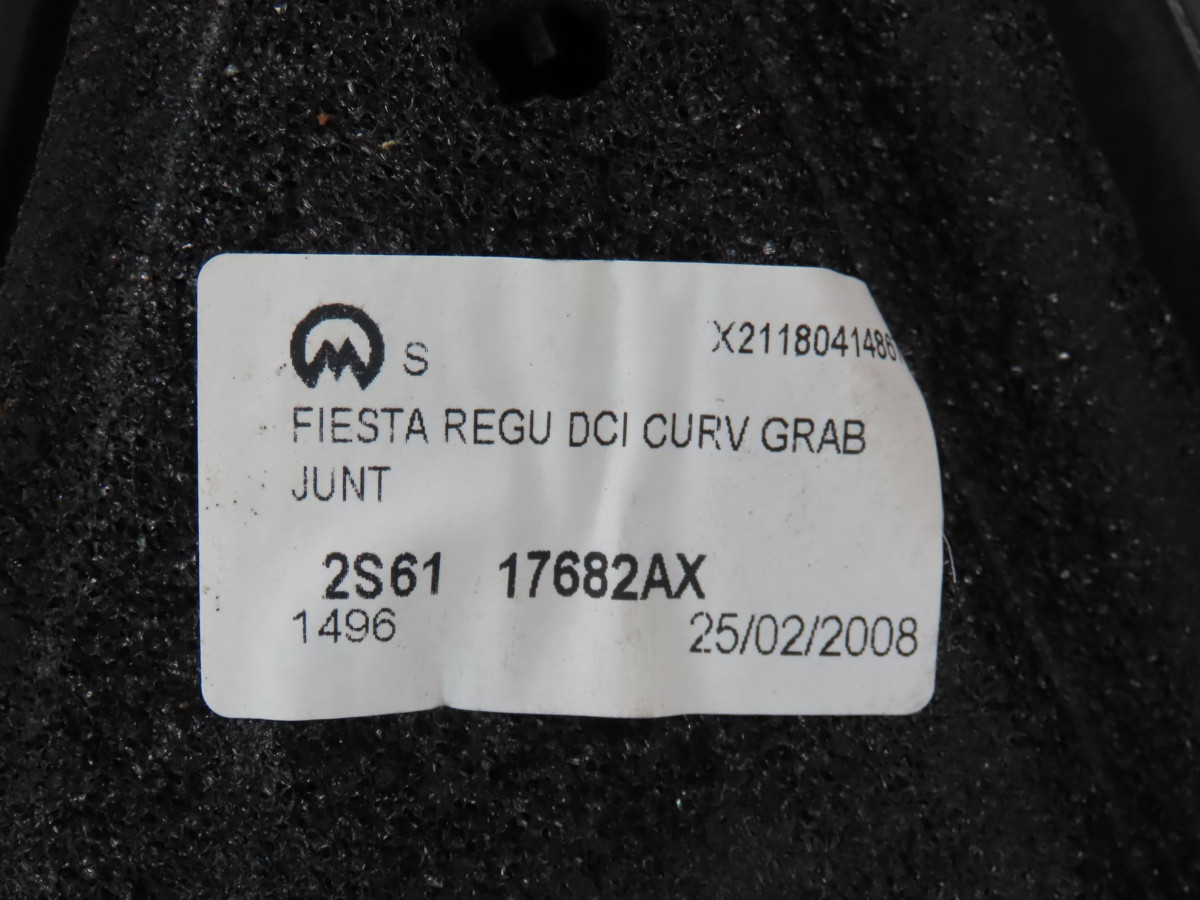 S
X2118041486
FIESTA REGU DCI CURV GRAB
JUNT
2S61 17682AX
1496
25/02/2008